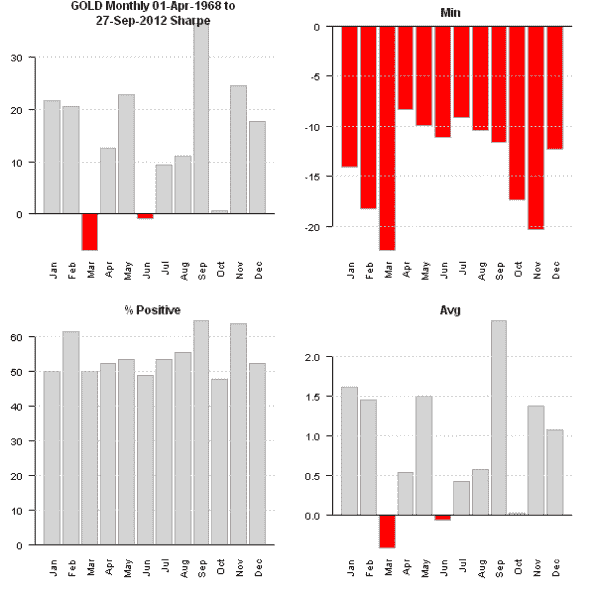 GOLD Monthly 01-Apr-1968 to
27-Sep-2012 Sharpe
30
20
10
0
Jan Feb Mar Apr May Jun Jul Aug Sep Oct Nov Dec
Min
0
-5
-10
-15
-20
Jan Feb Mar Apr May Jun Jul Aug Sep Oct Nov Dec
% Positive
60
50
40
30
20
10
0
Jan Feb Mar Apr May Jun Jul Aug Sep Oct Nov Dec
Avg
2.0
1.5
1.0
0.5
0.0
Jan Feb Mar Apr May Jun Jul Aug Sep Oct Nov Dec